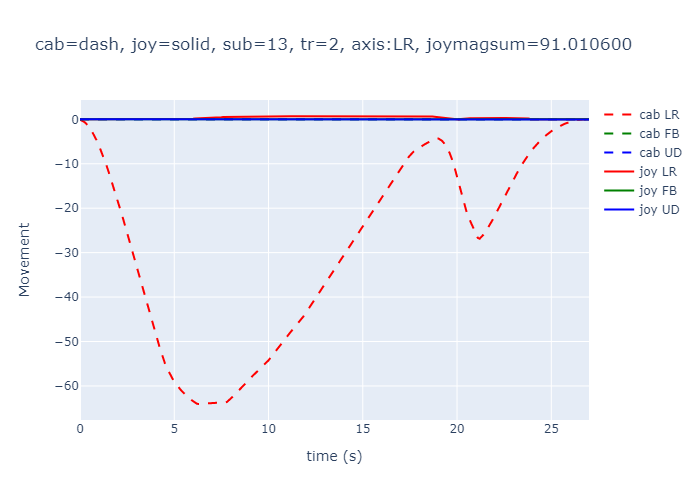 cab=dash, joy=solid, sub=13, tr=2, axis:LR, joymagsum=91.010600
cab LR
cab FB
cab UD
joy LR
joy FB
joy UD
Movement
0
−10
−20
−30
−40
−50
−60
0 5 10 15 20 25
time (s)